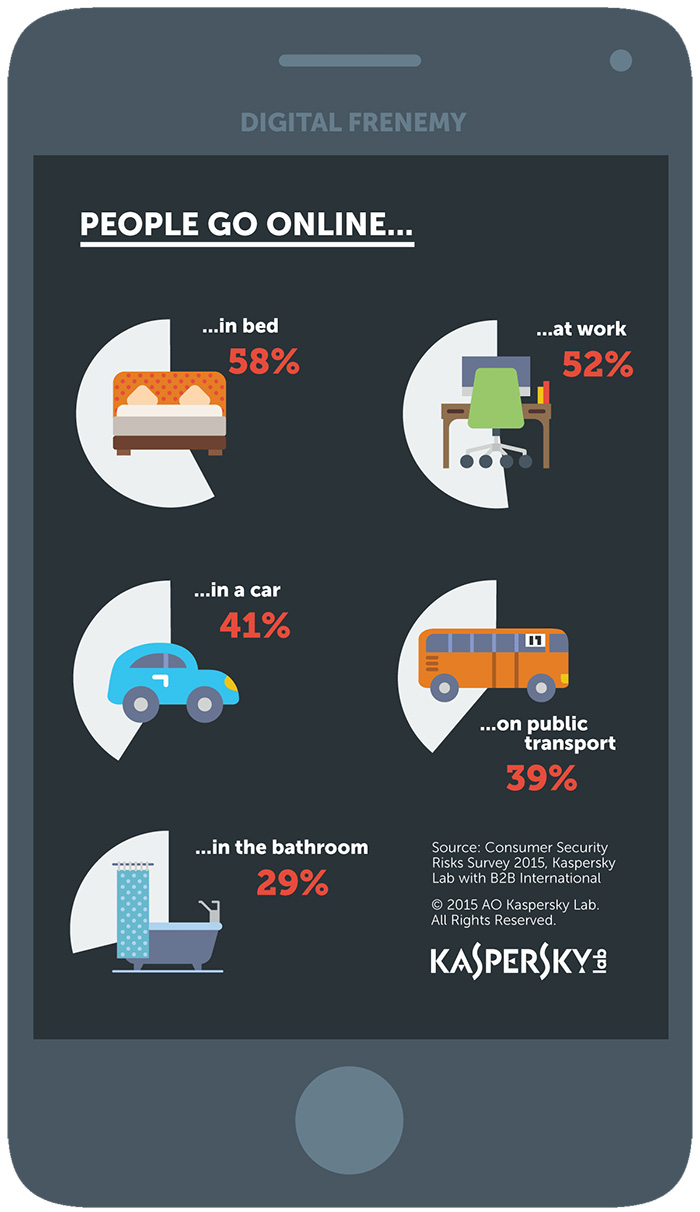 DIGITAL FRENEMY
PEOPLE GO ONLINE...
...in bed
58%
...at work
52%
...in a car
41%
...on public
transport
39%
...in the bathroom
29%
Source: Consumer Security
Risks Survey 2015, Kaspersky
Lab with B2B International
© 2015 AO Kaspersky Lab.
All Rights Reserved.
KASPERSKY lab